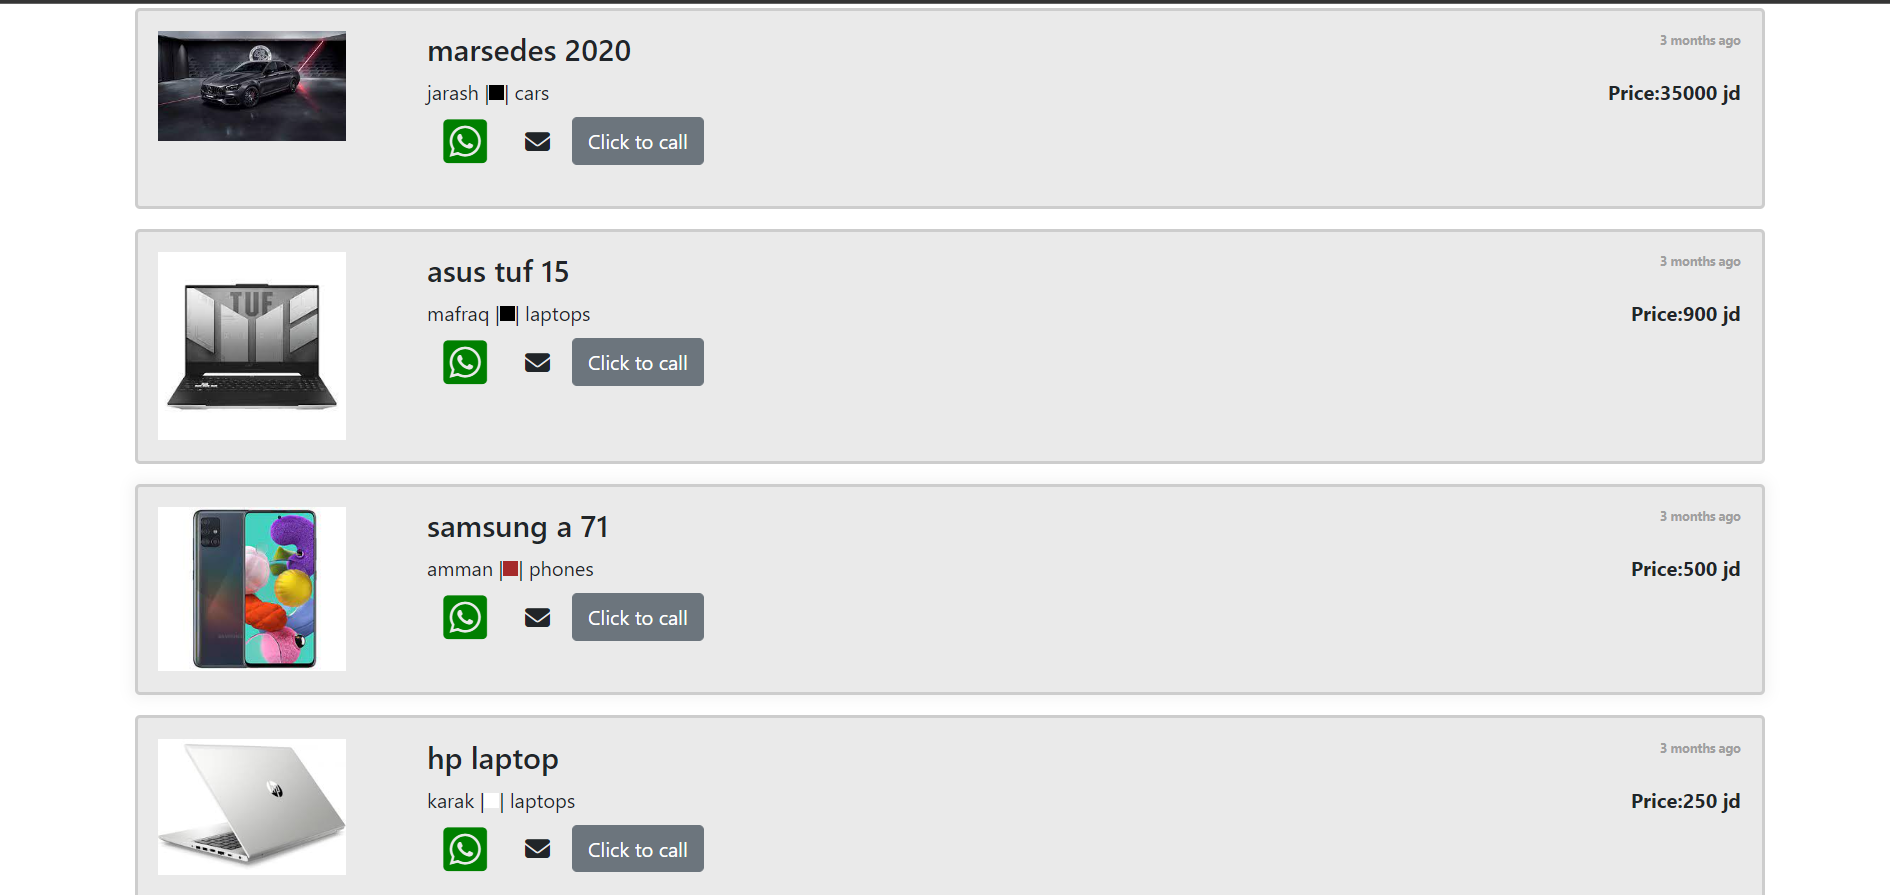 marsedes 2020
3 months ago
jarash || cars
Price:35000 jd
Click to call
TUF
asus tuf 15
3 months ago
mafraq || laptops
Price:900 jd
Click to call
samsung a 71
3 months ago
amman || phones
Price:500 jd
Click to call
hp laptop
3 months ago
karak || laptops
Price:250 jd
hp
Click to call